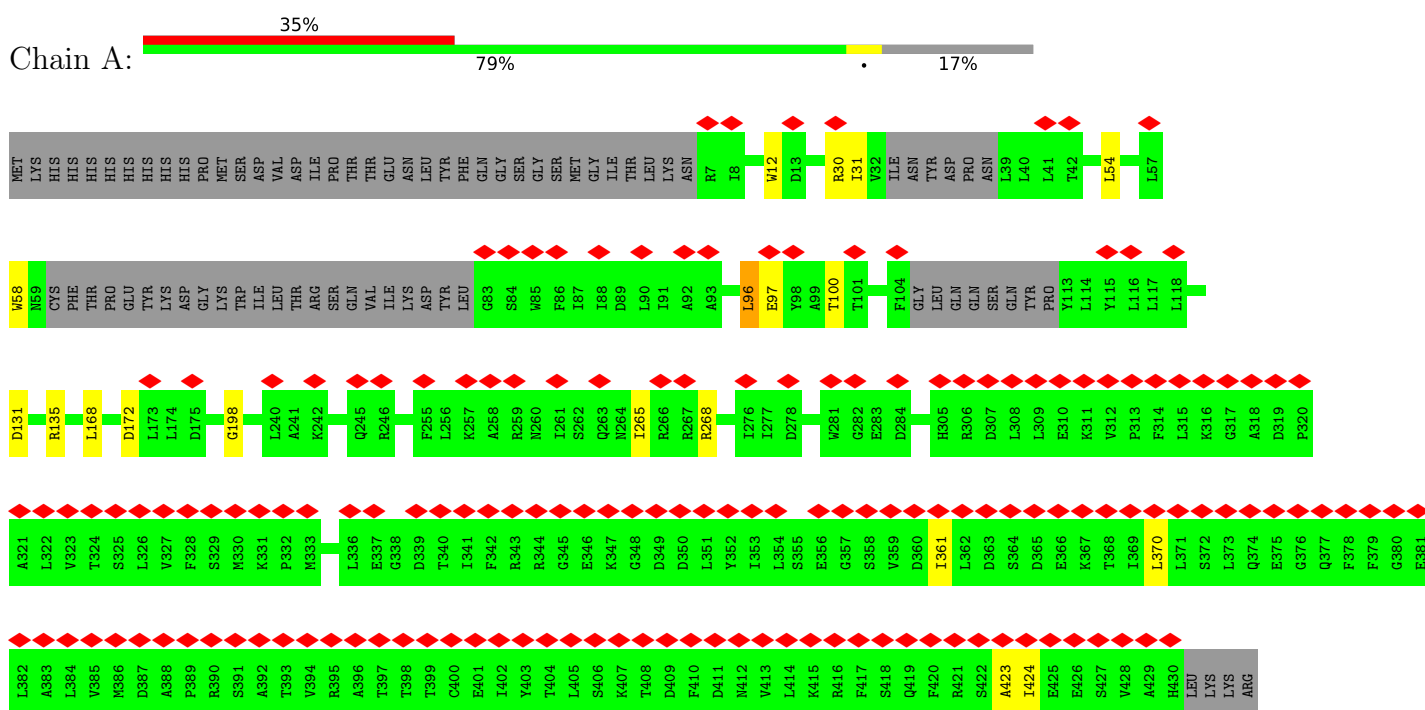 35%
Chain A:
79% • 17%
MET LYS HIS HIS HIS HIS HIS HIS HIS HIS HIS HIS PRO MET SER ASP VAL ASP ILE PRO THR THR GLU ASN LEU TYR PHE GLN GLY SER GLY SER MET GLY ILE THR LEU LYS ASN R7 I8 W12 D13 R30 I31 V32 ILE ASN TYR ASP PRO ASN L39 L40 L41 T42 L54 L57
W58 N59 CYS PHE THR PRO GLU TYR LYS ASP GLY LYS TRP ILE LEU THR ARG SER GLN VAL ILE LYS ASP TYR LEU G83 S84 W85 F86 I87 I88 D89 L90 I91 A92 A93 L96 E97 Y98 A99 T100 T101 F104 GLY LEU GLN GLN SER GLN TYR PRO Y113 L114 Y115 L116 L117 L118
D131 R135 L168 D172 L173 L174 D175 G198 L240 A241 K242 Q245 R246 F255 L256 K257 A258 R259 N260 I261 S262 Q263 N264 I265 R266 R267 R268 I276 I277 D278 W281 G282 E283 D284 H305 R306 D307 L308 L309 E310 K311 V312 P313 F314 L315 K316 G317 A318 D319 P320
A321 L322 V323 T324 S325 L326 V327 F328 S329 M330 K331 P332 M333 L336 E337 G338 D339 T340 I341 F342 R343 R344 G345 E346 K347 G348 D349 D350 L351 Y352 I353 L354 S355 E356 G357 S358 V359 D360 I361 L362 D363 S364 D365 E366 K367 T368 I369 L370 L371 S372 L373 Q374 E375 G376 Q377 F378 F379 G380 E381
L382 A383 L384 V385 M386 D387 A388 P389 R390 S391 A392 T393 V394 R395 A396 T397 T398 T399 C400 E401 I402 Y403 T404 L405 S406 K407 T408 D409 F410 D411 N412 V413 L414 K415 R416 F417 S418 Q419 F420 R421 S422 A423 I424 E425 E426 S427 V428 A429 H430 LEU LYS LYS ARG